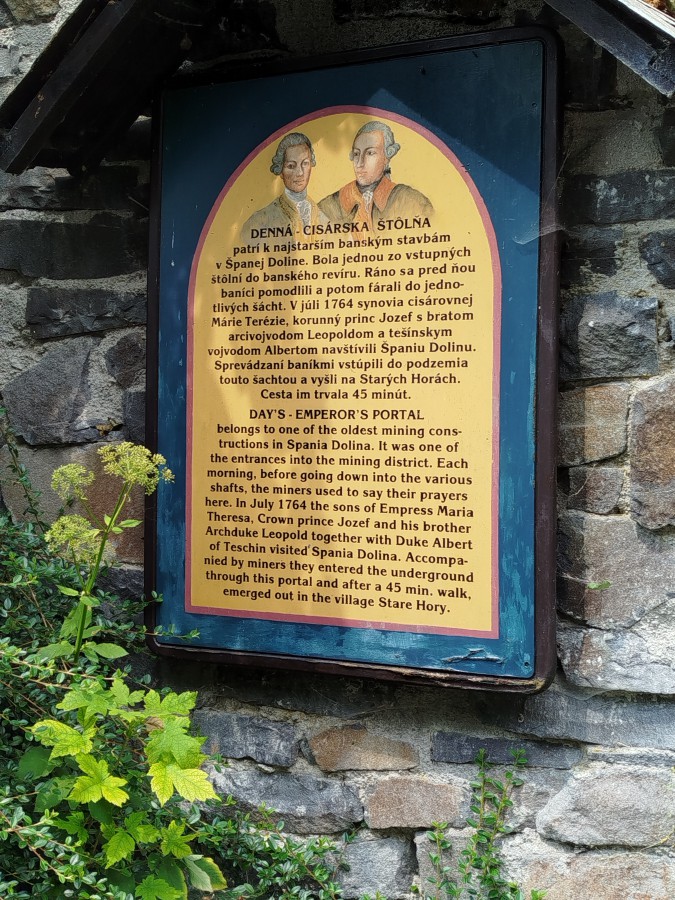 DENNÁ - CISÁRSKA ŠTÔLŇA
patrí k najstarším banským stavbám
v Španej Doline. Bola jednou zo vstupných
štôlní do banského revíru. Ráno sa pred ňou
baníci pomodlili a potom fárali do jedno-
tlivých šácht. V júli 1764 synovia cisárovnej
Márie Terézie, korunný princ Jozef s bratom
arcivojvodom Leopoldom a tešínskym
vojvodom Albertom navštívili Španiu Dolinu.
Sprevádzaní baníkmi vstúpili do podzemia
touto šachtou a vyšli na Starých Horách.
Cesta im trvala 45 minút.
DAY'S - EMPEROR'S PORTAL
belongs to one of the oldest mining cons-
tructions in Spania Dolina. It was one of
the entrances into the mining district. Each
morning, before going down into the various
shafts, the miners used to say their prayers
here. In July 1764 the sons of Empress Maria
Theresa, Crown prince Jozef and his brother
Archduke Leopold together with Duke Albert
of Teschin visited Spania Dolina. Accompa-
nied by miners they entered the underground
through this portal and after a 45 min. walk,
emerged out in the village Stare Hory.